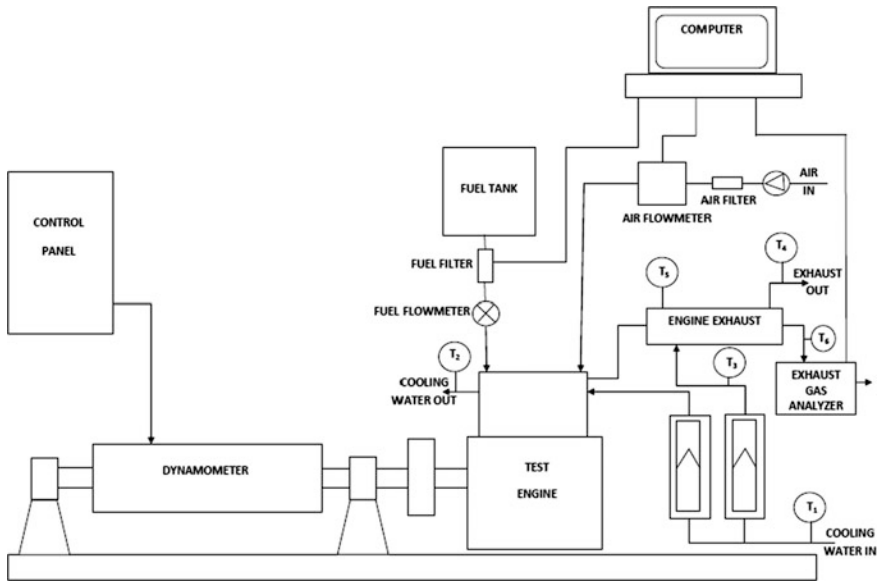 COMPUTER
FUEL TANK
AIR
IN
AIR FILTER
AIR FLOWMETER
CONTROL
PANEL
FUEL FILTER
T₄
T₅
EXHAUST
OUT
FUEL FLOWMETER
ENGINE EXHAUST
T₂
T₆
T₃
COOLING
WATER OUT
EXHAUST
GAS
ANALYZER
DYNAMOMETER
TEST
ENGINE
T₁
COOLING
WATER IN